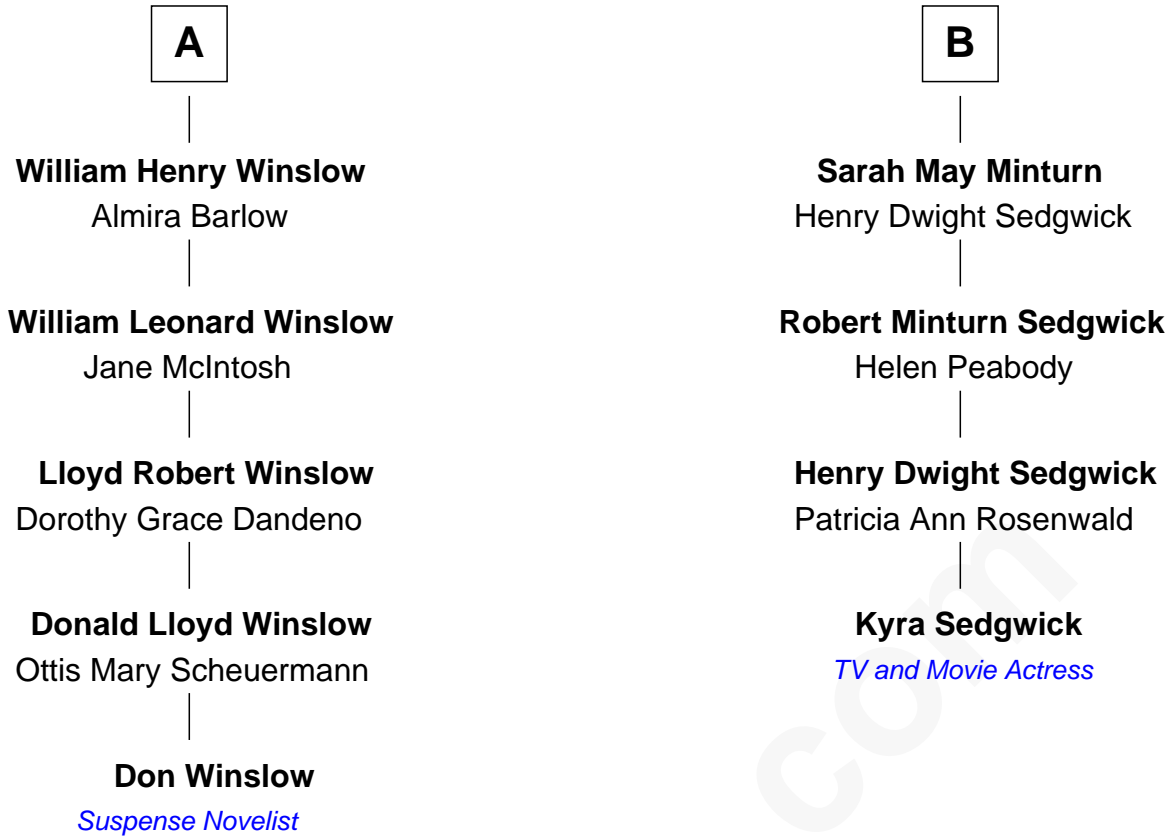 A
William Henry Winslow
Almira Barlow
William Leonard Winslow
Jane McIntosh
Lloyd Robert Winslow
Dorothy Grace Dandeno
Donald Lloyd Winslow
Ottis Mary Scheuermann
Don Winslow
Suspense Novelist
B
Sarah May Minturn
Henry Dwight Sedgwick
Robert Minturn Sedgwick
Helen Peabody
Henry Dwight Sedgwick
Patricia Ann Rosenwald
Kyra Sedgwick
TV and Movie Actress
com